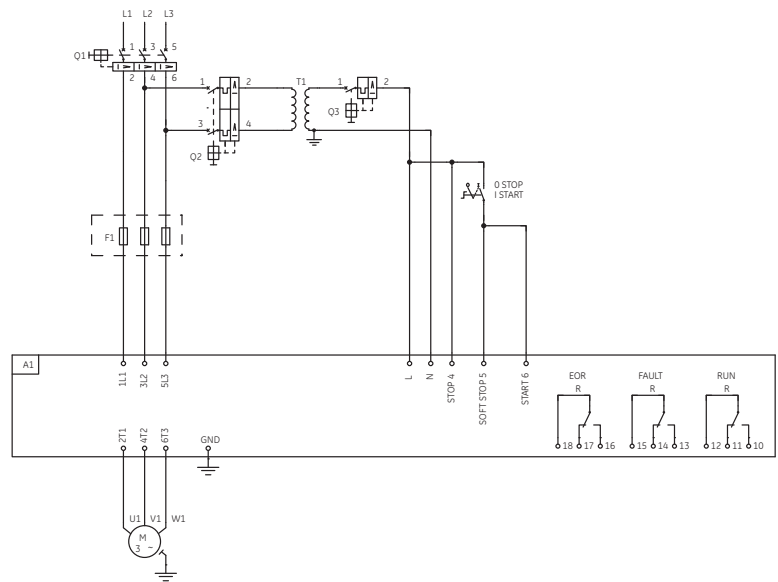 L1 L2 L3
Q1 1 3 5
2 4 6
1 2 T1 1 2
Q3
3 4
Q2
0 STOP
I START
F1
A1
1L1 3L2 5L3 L N STOP 4 SOFT STOP 5 START 6
EOR FAULT RUN
R R R
2T1 4T2 6T3 GND
18 17 16 15 14 13 12 11 10
U1 V1 W1
M
3 ~